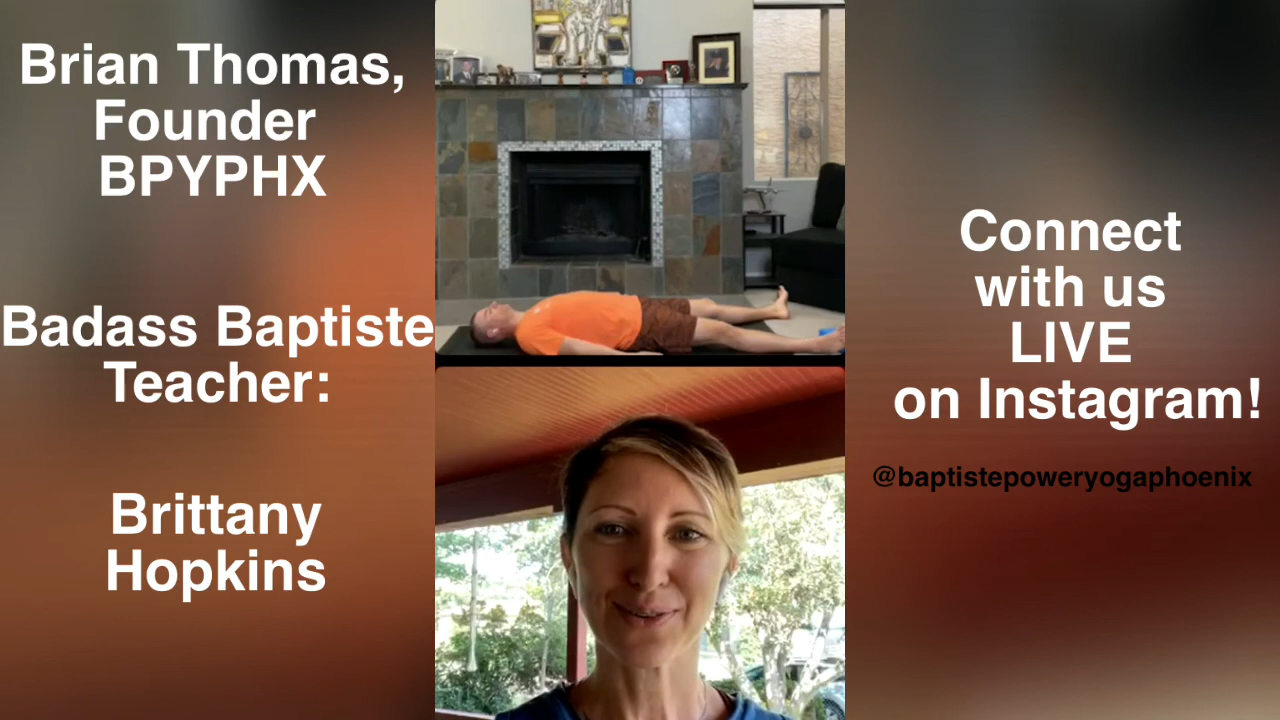 Brian Thomas,
Founder
BPYPHX
Badass Baptiste
Teacher:
Brittany
Hopkins
Connect
with us
LIVE
on Instagram!
@baptistepoweryogaphoenix